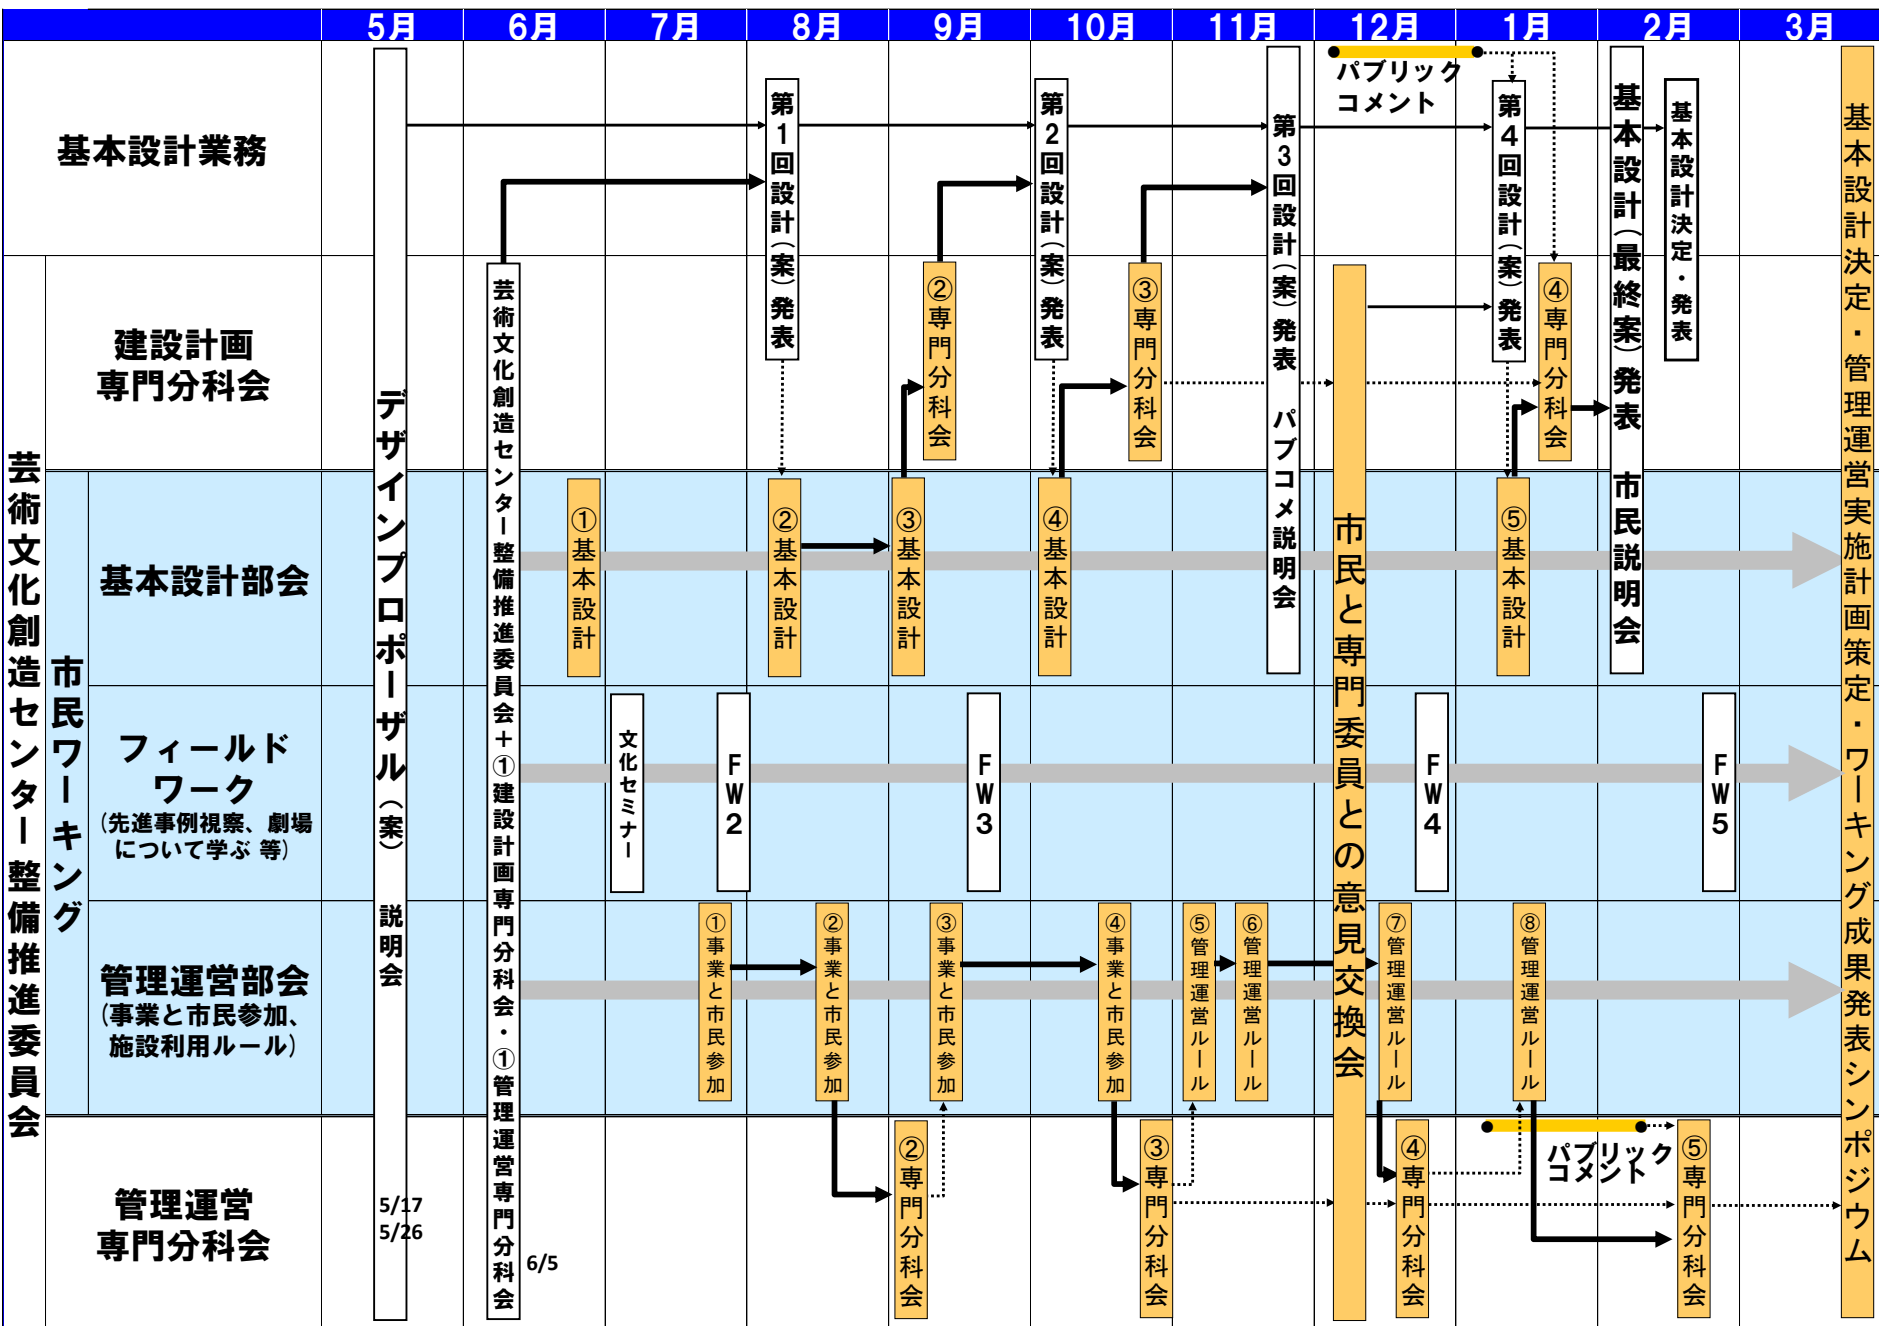 5月 6月 7月 8月 9月 10月 11月 12月 1月 2月 3月
基本設計業務
芸術文化創造センター整備推進委員会
建設計画
専門分科会
市民ワーキング
基本設計部会
フィールド
ワーク
(先進事例視察、劇場
について学ぶ 等)
管理運営部会
(事業と市民参加、
施設利用ルール)
管理運営
専門分科会
デザインプロポーザル(案) 説明会
5/17
5/26
芸術文化創造センター整備推進委員会+①建設計画専門分科会・①管理運営専門分科会
6/5
第1回設計(案)発表
第2回設計(案)発表
第3回設計(案)発表 パブコメ説明会
パブリック
コメント
第4回設計(案)発表
基本設計(最終案)発表 市民説明会
基本設計決定・発表
基本設計決定・管理運営実施計画策定・ワーキング成果発表シンポジウム
②専門分科会
③専門分科会
④専門分科会
市民と専門委員との意見交換会
①基本設計
②基本設計
③基本設計
④基本設計
⑤基本設計
文化セミナー
FW2
FW3
FW4
FW5
①事業と市民参加
②事業と市民参加
③事業と市民参加
④事業と市民参加
⑤管理運営ルール
⑥管理運営ルール
⑦管理運営ルール
⑧管理運営ルール
②専門分科会
③専門分科会
④専門分科会
パブリック
コメント
⑤専門分科会